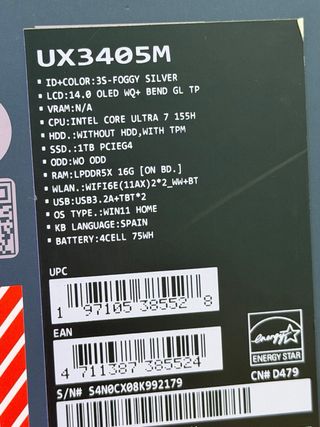 UX3405M
▪ ID+COLOR:3S-FOGGY SILVER
▪ LCD:14.0 OLED WQ+ BEND GL TP
▪ VRAM:N/A
▪ CPU:INTEL CORE ULTRA 7 155H
▪ HDD.:WITHOUT HDD,WITH TPM
▪ SSD.:1TB PCIEG4
▪ ODD:WO ODD
▪ RAM:LPDDR5X 16G [ON BD.]
▪ WLAN.:WIFI6E(11AX)2*2_WW+BT
▪ USB:USB3.2A+TBT*2
▪ OS TYPE.:WIN11 HOME
▪ KB LANGUAGE:SPAIN
▪ BATTERY:4CELL 75WH
UPC
1 97105 38552 8
EAN
4 711387 385524
energy
ENERGY STAR
S/N# S4N0CX08K992179
CN# D479